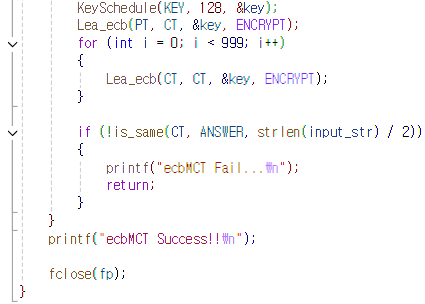 KeySchedule(KEY, 128, &key);
Lea_ecb(PT, CT, &key, ENCRYPT);
for (int i = 0; i < 999; i++)
{
Lea_ecb(CT, CT, &key, ENCRYPT);
}
if (!is_same(CT, ANSWER, strlen(input_str) / 2))
{
printf("ecbMCT Fail...₩n");
return;
}
}
printf("ecbMCT Success!!₩n");
fclose(fp);
}